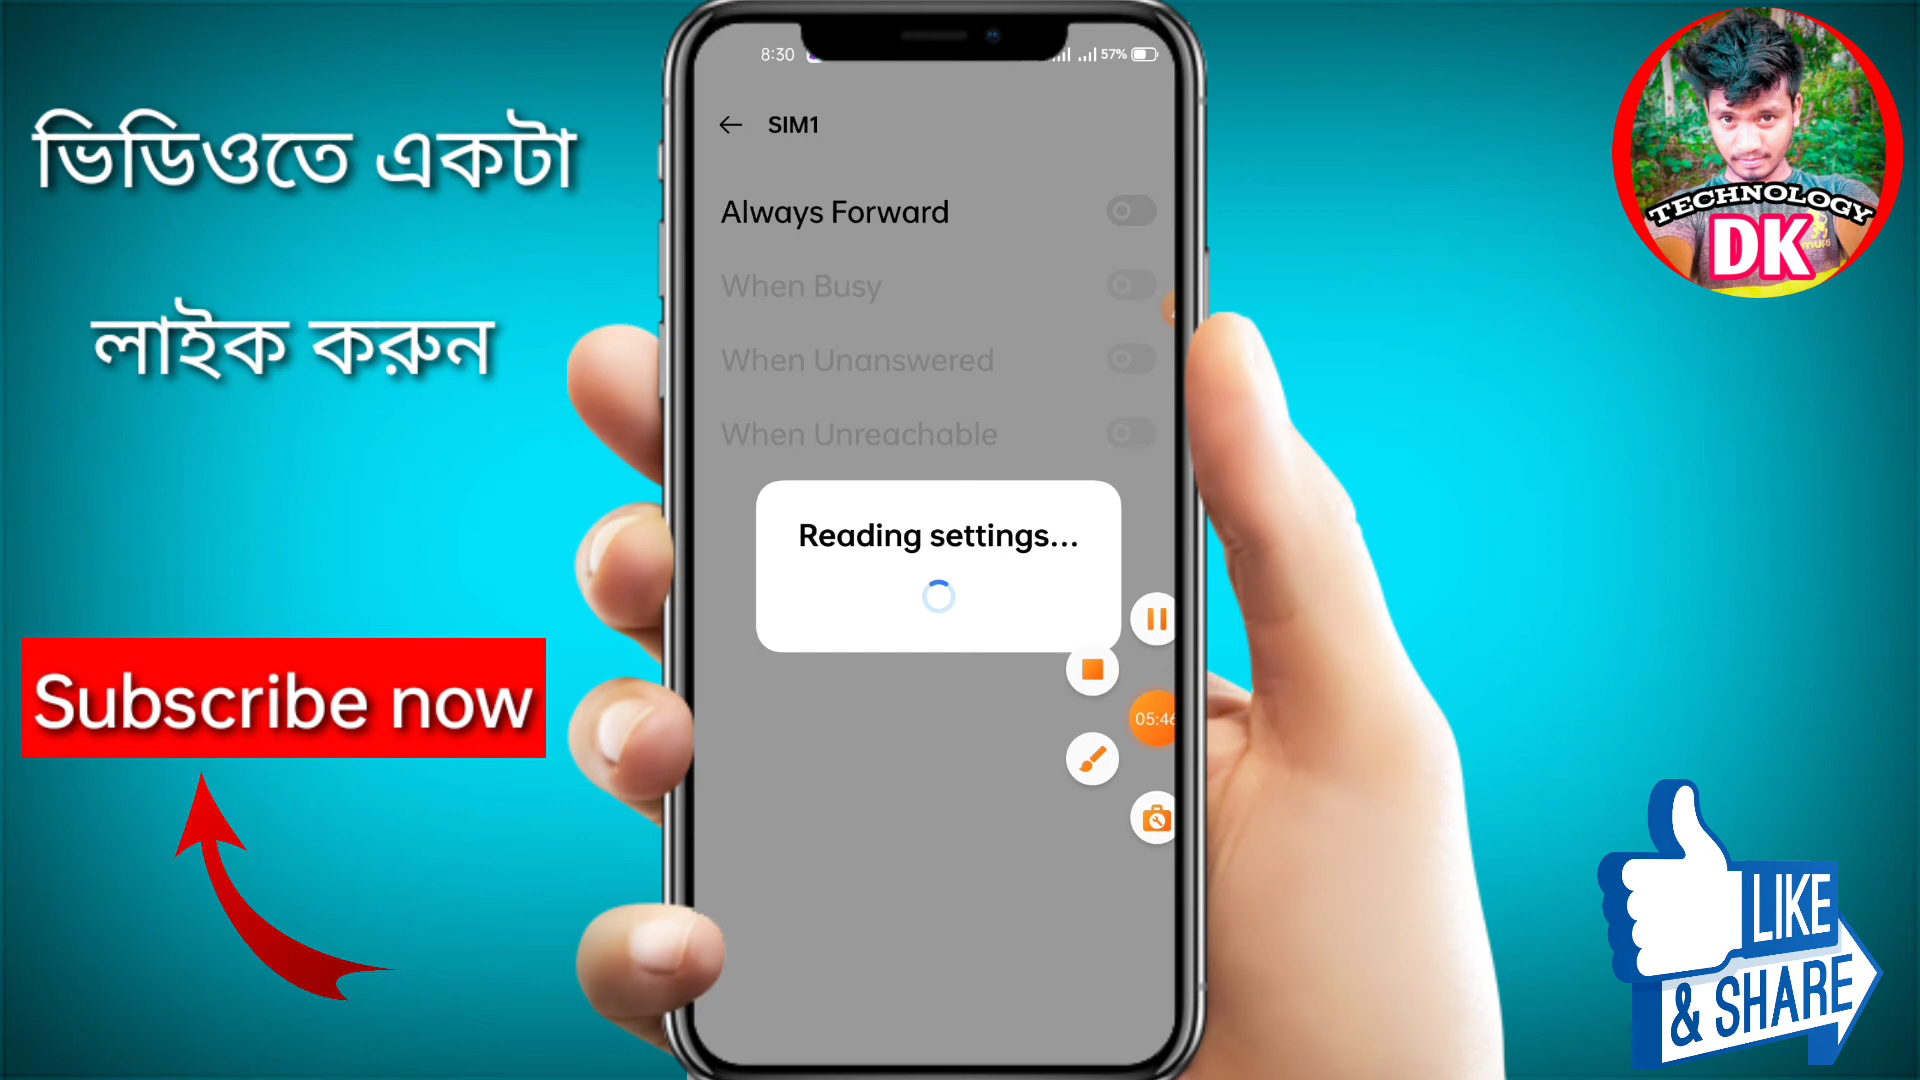 ভিডিওতে একটা
লাইক করুন
Subscribe now
8:30
57%
SIM1
Always Forward
When Busy
When Unanswered
When Unreachable
Reading settings...
05:46
TECHNOLOGY
DK
LIKE
& SHARE